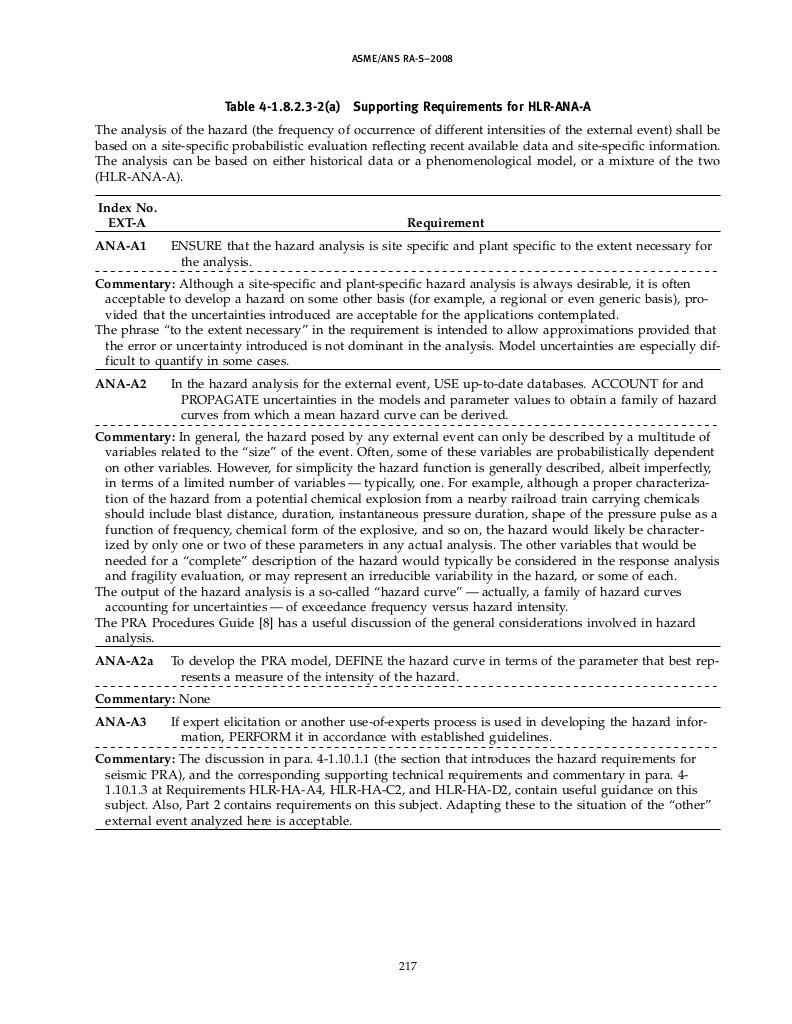 ASME/ANS RA-S–2008
Table 4-1.8.2.3-2(a) Supporting Requirements for HLR-ANA-A
The analysis of the hazard (the frequency of occurrence of different intensities of the external event) shall be
based on a site-specific probabilistic evaluation reflecting recent available data and site-specific information.
The analysis can be based on either historical data or a phenomenological model, or a mixture of the two
(HLR-ANA-A).
Index No.
EXT-A Requirement
ANA-A1 ENSURE that the hazard analysis is site specific and plant specific to the extent necessary for
the analysis.
Commentary: Although a site-specific and plant-specific hazard analysis is always desirable, it is often
acceptable to develop a hazard on some other basis (for example, a regional or even generic basis), pro-
vided that the uncertainties introduced are acceptable for the applications contemplated.
The phrase “to the extent necessary” in the requirement is intended to allow approximations provided that
the error or uncertainty introduced is not dominant in the analysis. Model uncertainties are especially dif-
ficult to quantify in some cases.
ANA-A2 In the hazard analysis for the external event, USE up-to-date databases. ACCOUNT for and
PROPAGATE uncertainties in the models and parameter values to obtain a family of hazard
curves from which a mean hazard curve can be derived.
Commentary: In general, the hazard posed by any external event can only be described by a multitude of
variables related to the “size” of the event. Often, some of these variables are probabilistically dependent
on other variables. However, for simplicity the hazard function is generally described, albeit imperfectly,
in terms of a limited number of variables — typically, one. For example, although a proper characteriza-
tion of the hazard from a potential chemical explosion from a nearby railroad train carrying chemicals
should include blast distance, duration, instantaneous pressure duration, shape of the pressure pulse as a
function of frequency, chemical form of the explosive, and so on, the hazard would likely be character-
ized by only one or two of these parameters in any actual analysis. The other variables that would be
needed for a “complete” description of the hazard would typically be considered in the response analysis
and fragility evaluation, or may represent an irreducible variability in the hazard, or some of each.
The output of the hazard analysis is a so-called “hazard curve” — actually, a family of hazard curves
accounting for uncertainties — of exceedance frequency versus hazard intensity.
The PRA Procedures Guide [8] has a useful discussion of the general considerations involved in hazard
analysis.
ANA-A2a To develop the PRA model, DEFINE the hazard curve in terms of the parameter that best rep-
resents a measure of the intensity of the hazard.
Commentary: None
ANA-A3 If expert elicitation or another use-of-experts process is used in developing the hazard infor-
mation, PERFORM it in accordance with established guidelines.
Commentary: The discussion in para. 4-1.10.1.1 (the section that introduces the hazard requirements for
seismic PRA), and the corresponding supporting technical requirements and commentary in para. 4-
1.10.1.3 at Requirements HLR-HA-A4, HLR-HA-C2, and HLR-HA-D2, contain useful guidance on this
subject. Also, Part 2 contains requirements on this subject. Adapting these to the situation of the “other”
external event analyzed here is acceptable.
217